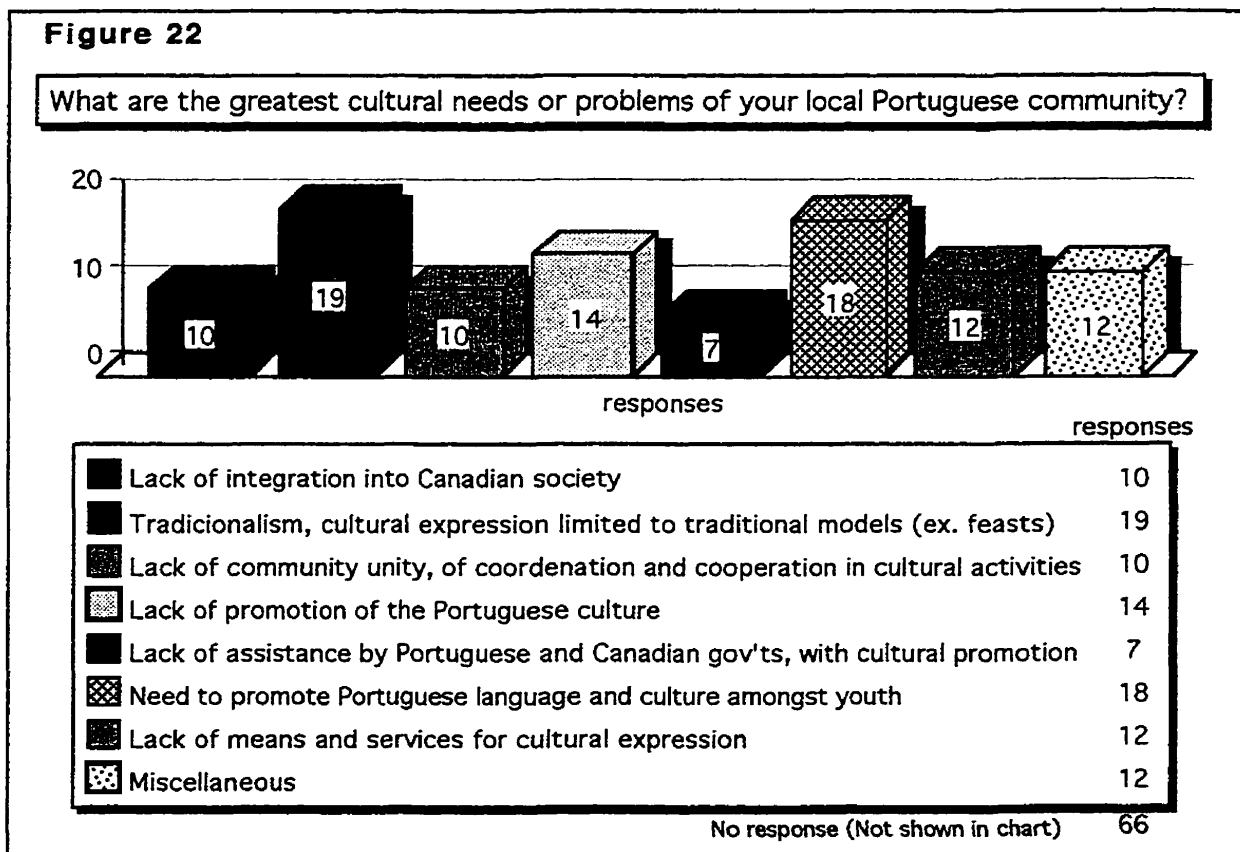 Figure 22
What are the greatest cultural needs or problems of your local Portuguese community?
20
10
0
10
19
10
14
7
18
12
12
responses
responses
Lack of integration into Canadian society 10
Tradicionalism, cultural expression limited to traditional models (ex. feasts) 19
Lack of community unity, of coordenation and cooperation in cultural activities 10
Lack of promotion of the Portuguese culture 14
Lack of assistance by Portuguese and Canadian gov'ts, with cultural promotion 7
Need to promote Portuguese language and culture amongst youth 18
Lack of means and services for cultural expression 12
Miscellaneous 12
No response (Not shown in chart) 66